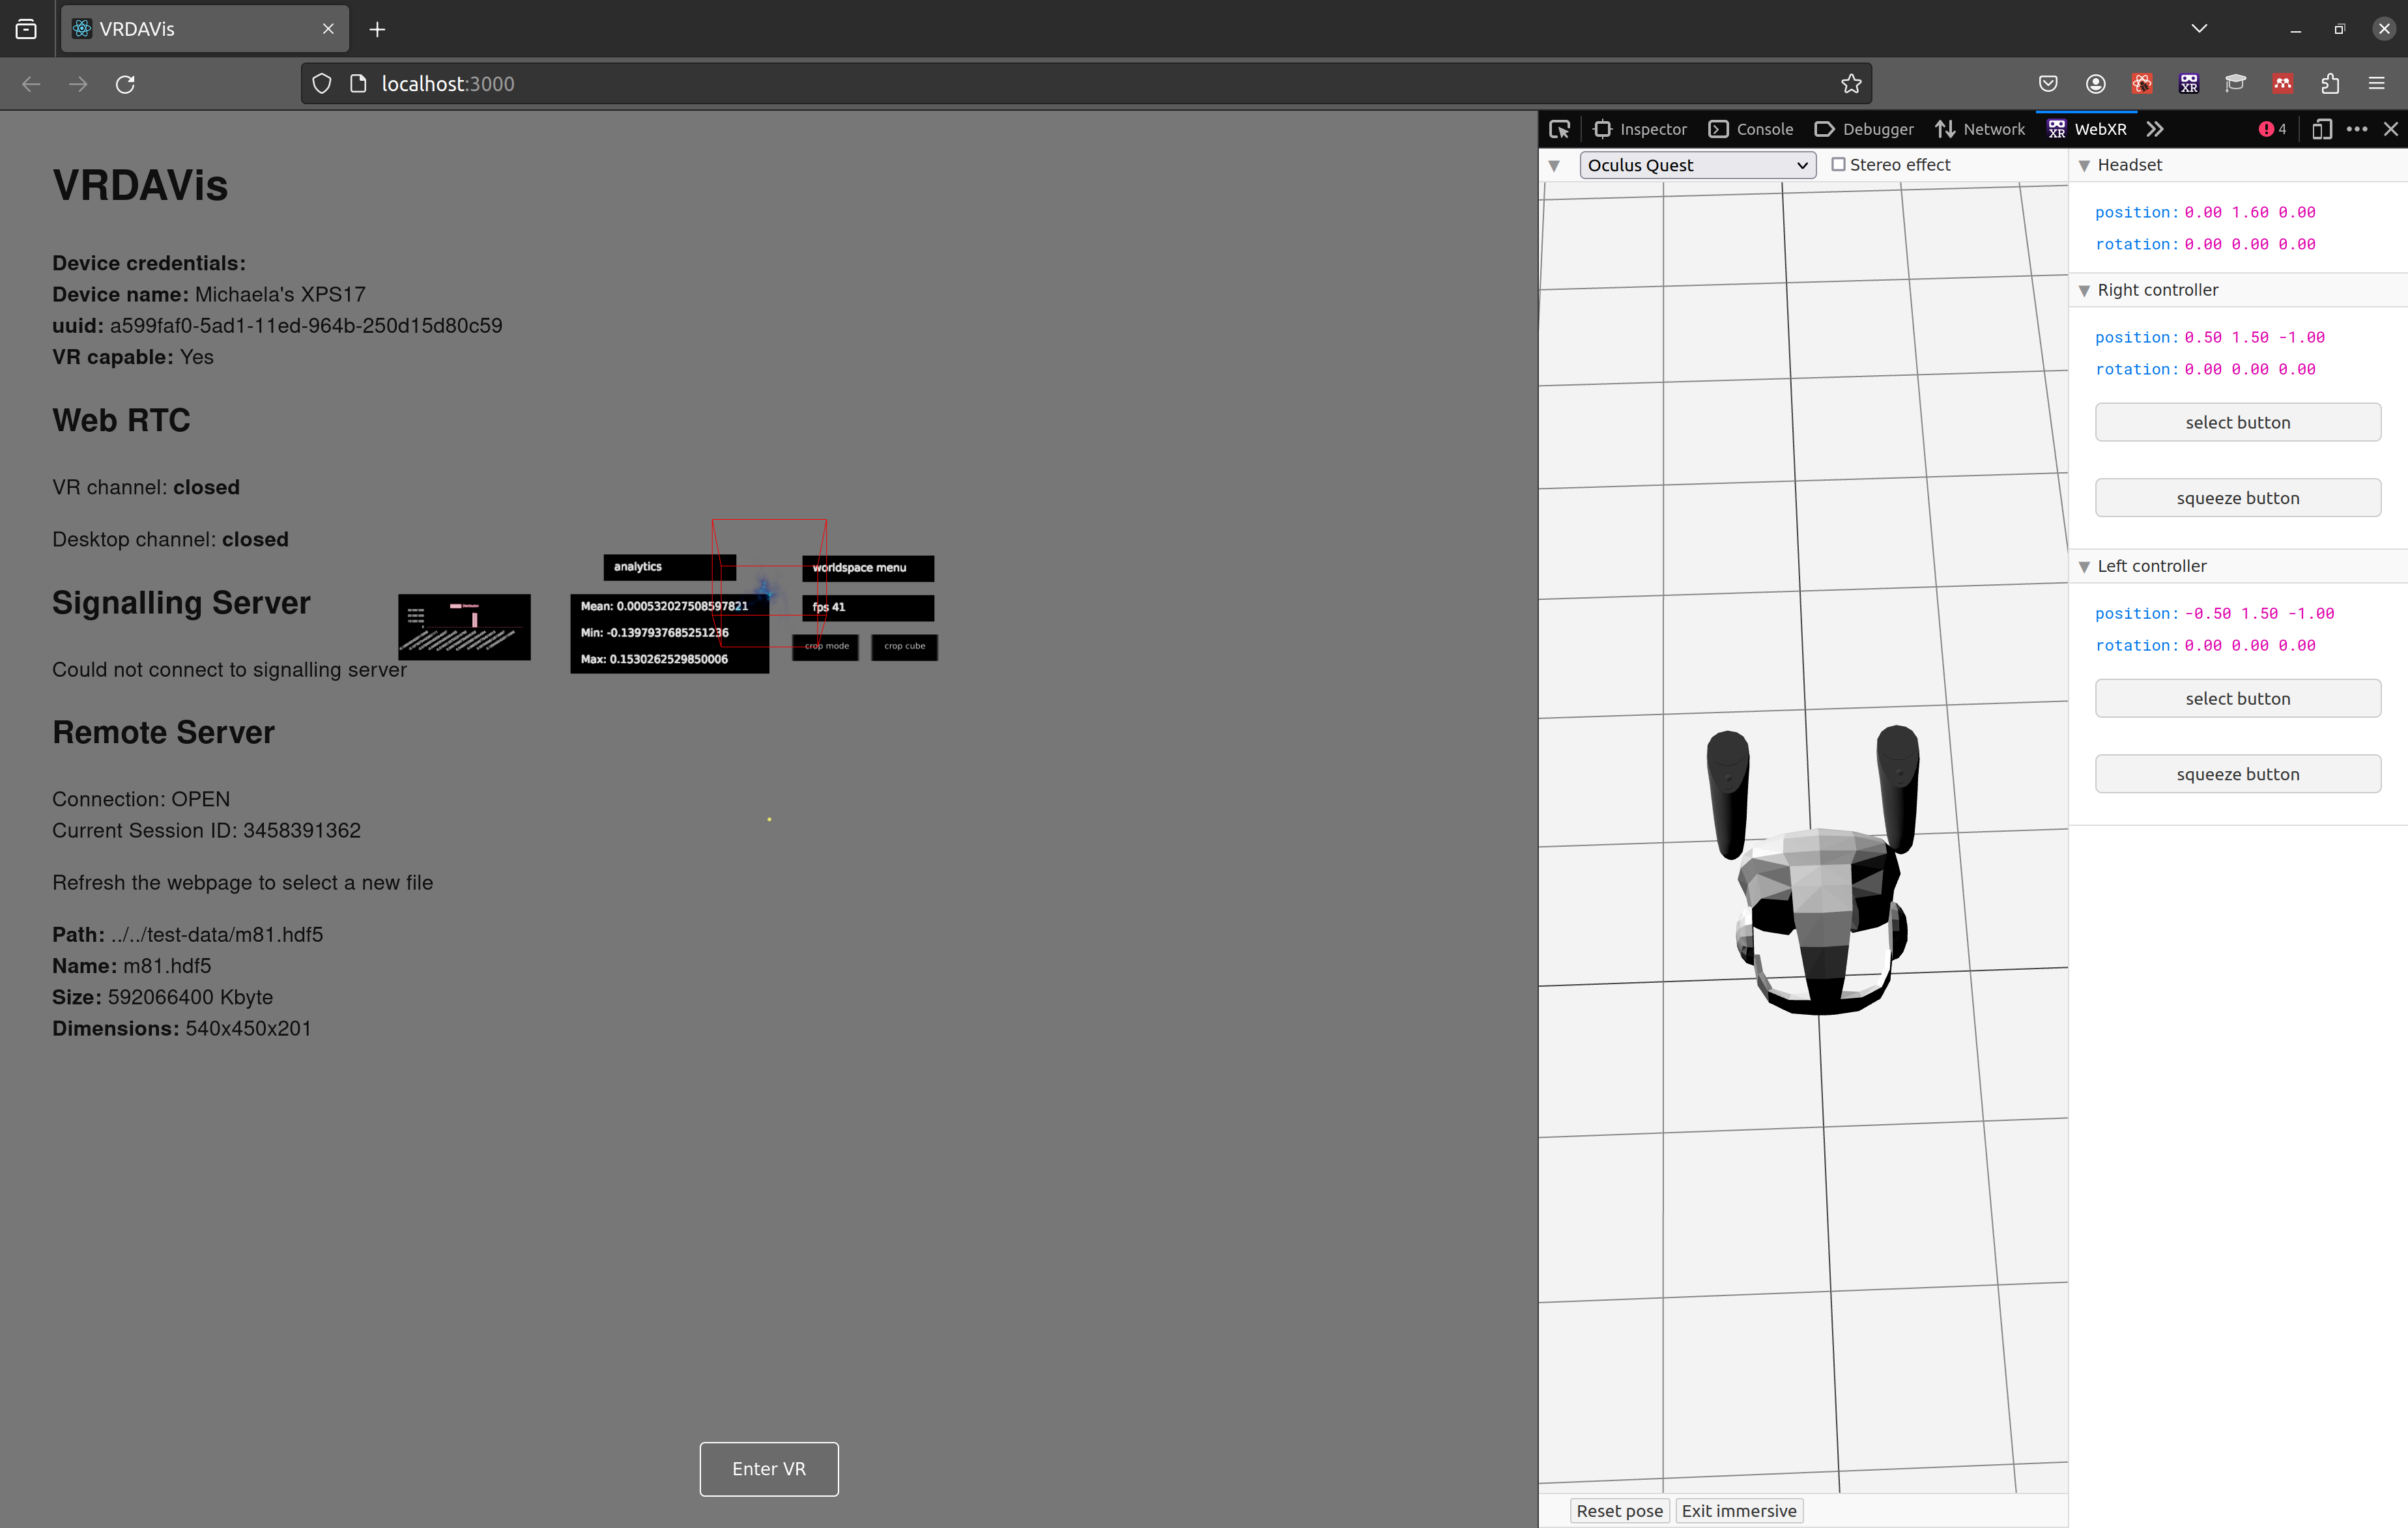 VRDAVis
localhost:3000
VRDAVis
Device credentials:
Device name: Michaela's XPS17
uuid: a599faf0-5ad1-11ed-964b-250d15d80c59
VR capable: Yes
Web RTC
VR channel: closed
Desktop channel: closed
Signalling Server
Could not connect to signalling server
Remote Server
Connection: OPEN
Current Session ID: 3458391362
Refresh the webpage to select a new file
Path: ../../test-data/m81.hdf5
Name: m81.hdf5
Size: 592066400 Kbyte
Dimensions: 540x450x201
analytics
Mean: 0.000532027508597821
Min: -0.1397937685251236
Max: 0.1530262529850006
worldspace menu
fps 41
crop mode
crop cube
Enter VR
XR
Inspector
Console
Debugger
Network
XR
WebXR
4
Oculus Quest
Stereo effect
Reset pose
Exit immersive
Headset
position: 0.00 1.60 0.00
rotation: 0.00 0.00 0.00
Right controller
position: 0.50 1.50 -1.00
rotation: 0.00 0.00 0.00
select button
squeeze button
Left controller
position: -0.50 1.50 -1.00
rotation: 0.00 0.00 0.00
select button
squeeze button